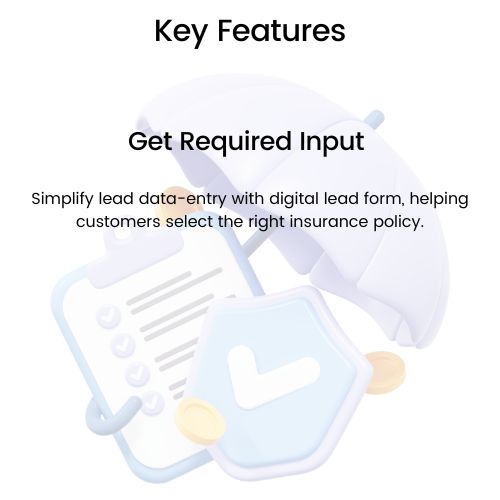 Key Features
Get Required Input
Simplify lead data-entry with digital lead form, helping
customers select the right insurance policy.